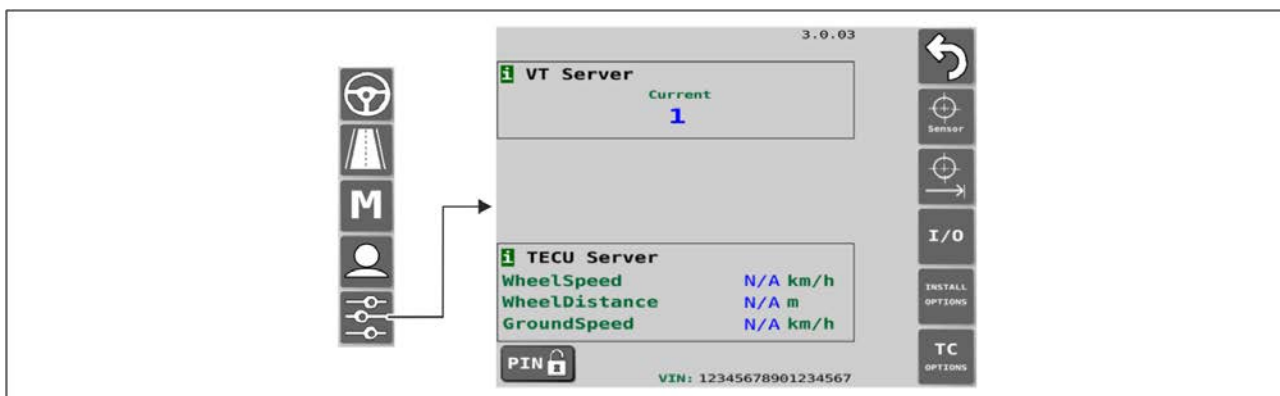 3.0.03
i VT Server
Current
1
M
Sensor
I/O
i TECU Server
WheelSpeed N/A km/h
WheelDistance N/A m
GroundSpeed N/A km/h
INSTALL
OPTIONS
PIN
TC
OPTIONS
VIN: 12345678901234567